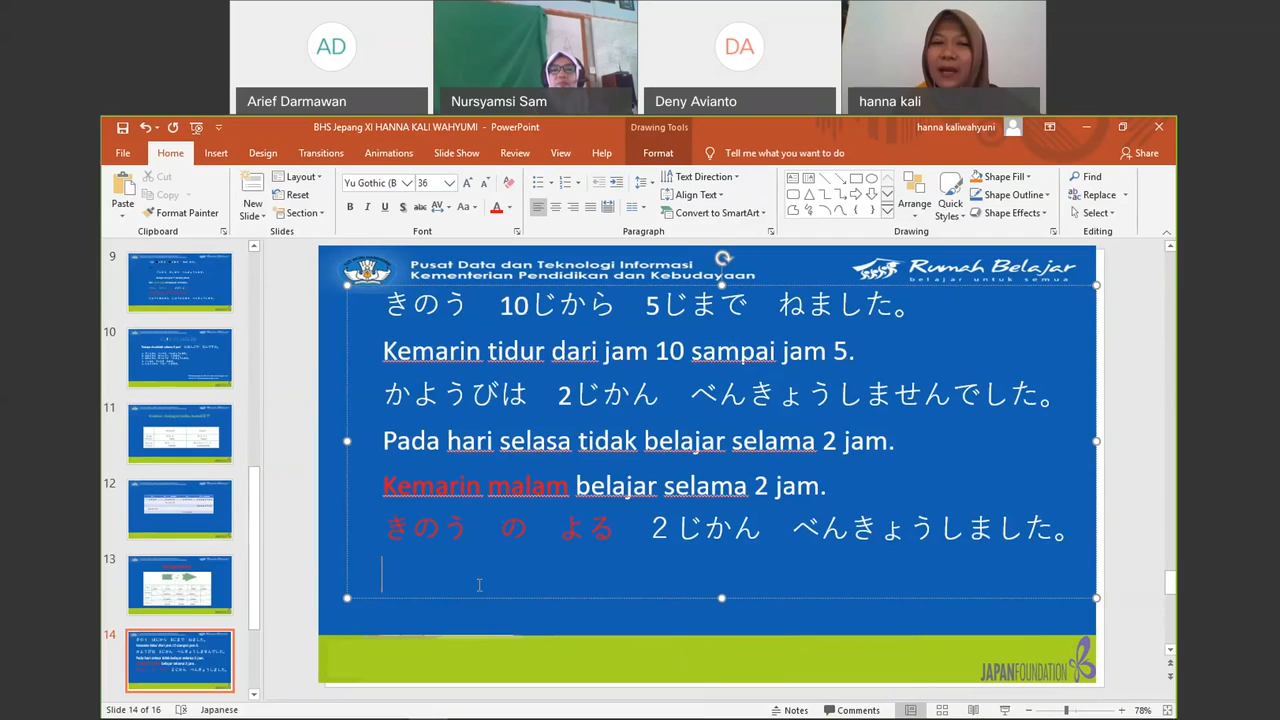 AD
DA
Arief Darmawan
Nursyamsi Sam
Deny Avianto
hanna kali
BHS Jepang XI HANNA KALI WAHYUMI - PowerPoint
Drawing Tools
hanna kaliwahyuni
File
Home
Insert
Design
Transitions
Animations
Slide Show
Review
View
Help
Format
Tell me what you want to do
Share
Paste
Cut
Copy
Format Painter
Clipboard
New Slide
Layout
Reset
Section
Slides
Yu Gothic (B
36
Font
Text Direction
Align Text
Convert to SmartArt
Paragraph
Arrange
Quick Styles
Shape Fill
Shape Outline
Shape Effects
Drawing
Find
Replace
Select
Editing
9
10
11
12
13
14
Pusat Data dan Teknologi Informasi
Kementerian Pendidikan dan Kebudayaan
Rumah Belajar
belajar untuk semua
きのう　10じから　5じまで　ねました。
Kemarin tidur dari jam 10 sampai jam 5.
かようびは　2じかん　べんきょうしませんでした。
Pada hari selasa tidak belajar selama 2 jam.
Kemarin malam belajar selama 2 jam.
きのう　の　よる　２じかん　べんきょうしました。
JAPANFOUNDATION
Slide 14 of 16
Japanese
Notes
Comments
78%